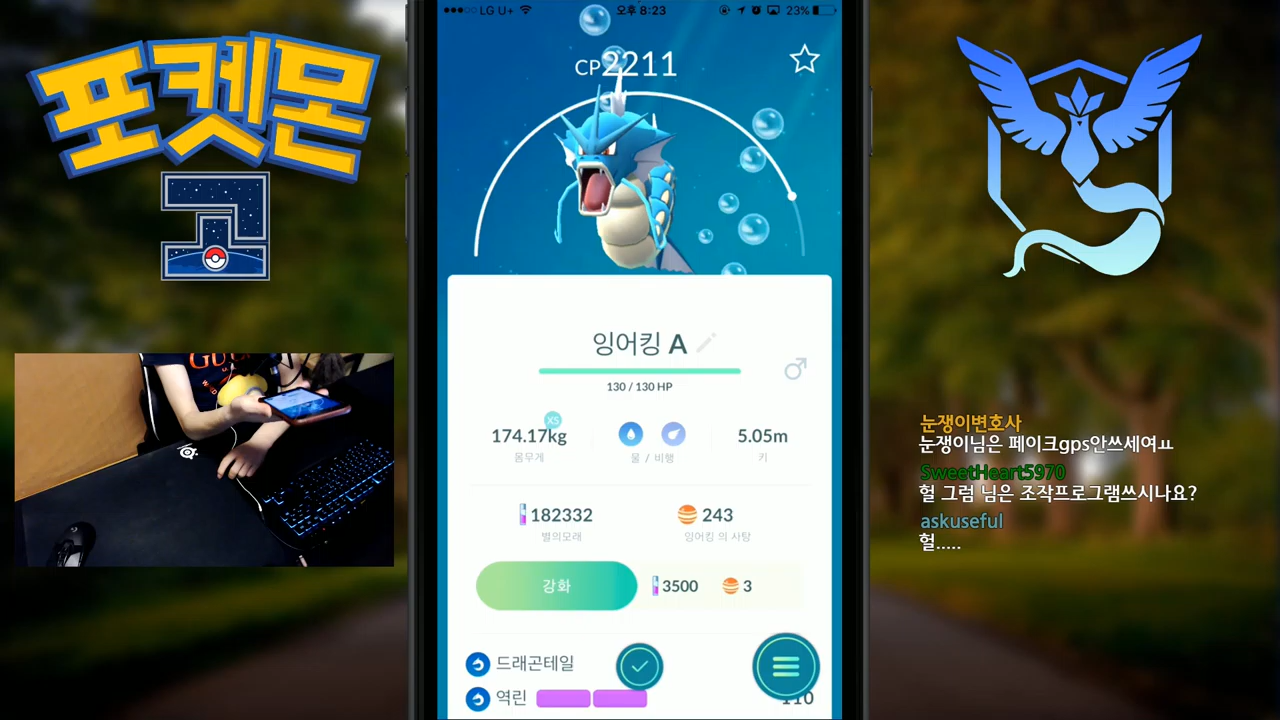 포켓몬
고
●●●○○ LG U+ 오후 8:23 23%
CP2211
잉어킹 A
130 / 130 HP
XS
174.17kg
몸무게
물 / 비행
5.05m
키
182332
별의모래
243
잉어킹 의 사탕
강화
3500
3
드래곤테일
역린
110
눈쟁이변호사
눈쟁이님은 페이크gps안쓰세여ㅛ
SweetHeart5970
헐 그럼 님은 조작프로그램쓰시나요?
askuseful
헐.....